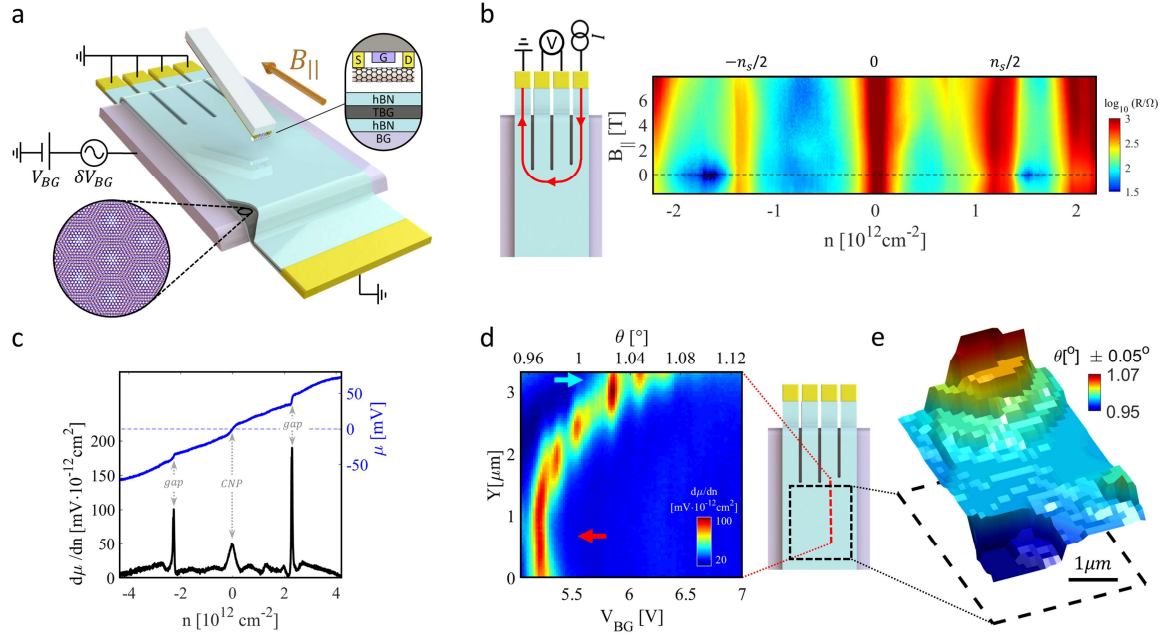 a
B||
S
G
D
hBN
TBG
hBN
BG
V_BG
δV_BG
b
V
I
−n_s/2
0
n_s/2
B|| [T]
8
6
4
2
0
-2
-1
0
1
2
n [10^12 cm^-2]
log10 (R/Ω)
3
2.5
2
1.5
c
200
150
100
50
0
dμ/dn [mV·10^-12 cm^2]
50
0
-50
μ [mV]
gap
CNP
gap
-4
-2
0
2
4
n [10^12 cm^-2]
d
θ [°]
0.96
1
1.04
1.08
1.12
Y[μm]
3
2
1
0
dμ/dn
[mV·10^-12 cm^2]
100
20
5.5
6
6.5
7
V_BG [V]
e
θ[°] ± 0.05°
1.07
0.95
1μm